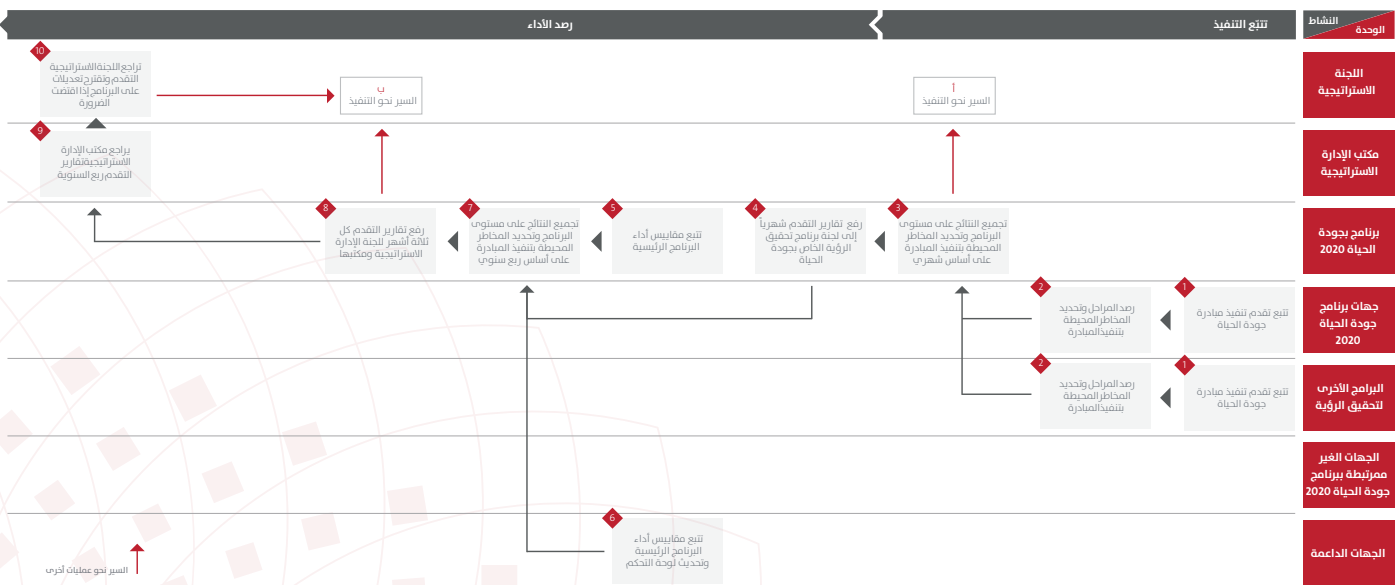 النشاط
الوحدة
تتبّع التنفيذ
رصد الأداء
اللجنة
الاستراتيجية
أ
السير نحو التنفيذ
ب
السير نحو التنفيذ
10
تراجع اللجنة الاستراتيجية
التقدم وتقترح تعديلات
على البرنامج إذا اقتضت
الضرورة
مكتب الإدارة
الاستراتيجية
9
يراجع مكتب الإدارة
الاستراتيجية تقارير
التقدم ربع السنوية
برنامج بجودة
الحياة 2020
3
تجميع النتائج على مستوى
البرنامج وتحديد المخاطر
المحيطة بتنفيذ المبادرة
على أساس شهري
4
رفع تقارير التقدم شهرياً
إلى لجنة برنامج تحقيق
الرؤية الخاص بجودة
الحياة
5
تتبع مقاييس أداء
البرنامج الرئيسية
7
تجميع النتائج على مستوى
البرنامج وتحديد المخاطر
المحيطة بتنفيذ المبادرة
على أساس ربع سنوي
8
رفع تقارير التقدم كل
ثلاثة أشهر للجنة الإدارة
الاستراتيجية ومكتبها
جهات برنامج
جودة الحياة
2020
1
تتبع تقدم تنفيذ مبادرة
جودة الحياة
2
رصد المراحل وتحديد
المخاطر المحيطة
بتنفيذ المبادرة
البرامج الأخرى
لتحقيق الرؤية
1
تتبع تقدم تنفيذ مبادرة
جودة الحياة
2
رصد المراحل وتحديد
المخاطر المحيطة
بتنفيذ المبادرة
الجهات الغير
ممرتبطة ببرنامج
جودة الحياة 2020
الجهات الداعمة
6
تتبع مقاييس أداء
البرنامج الرئيسية
وتحديث لوحة التحكم
السير نحو عمليات أخرى